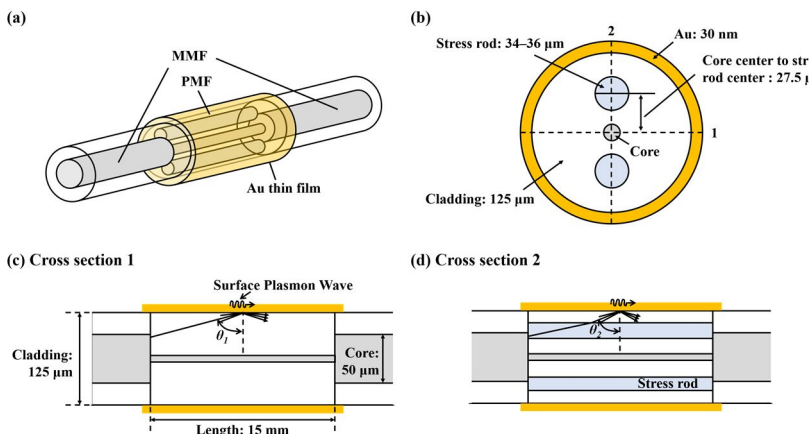 (a)
MMF
PMF
Au thin film
(b)
2
Stress rod: 34–36 μm
Au: 30 nm
Core center to str
rod center : 27.5
1
Core
Cladding: 125 μm
(c) Cross section 1
Surface Plasmon Wave
θ1
Cladding:
125 μm
Core:
50 μm
Length: 15 mm
(d) Cross section 2
θ2
Stress rod